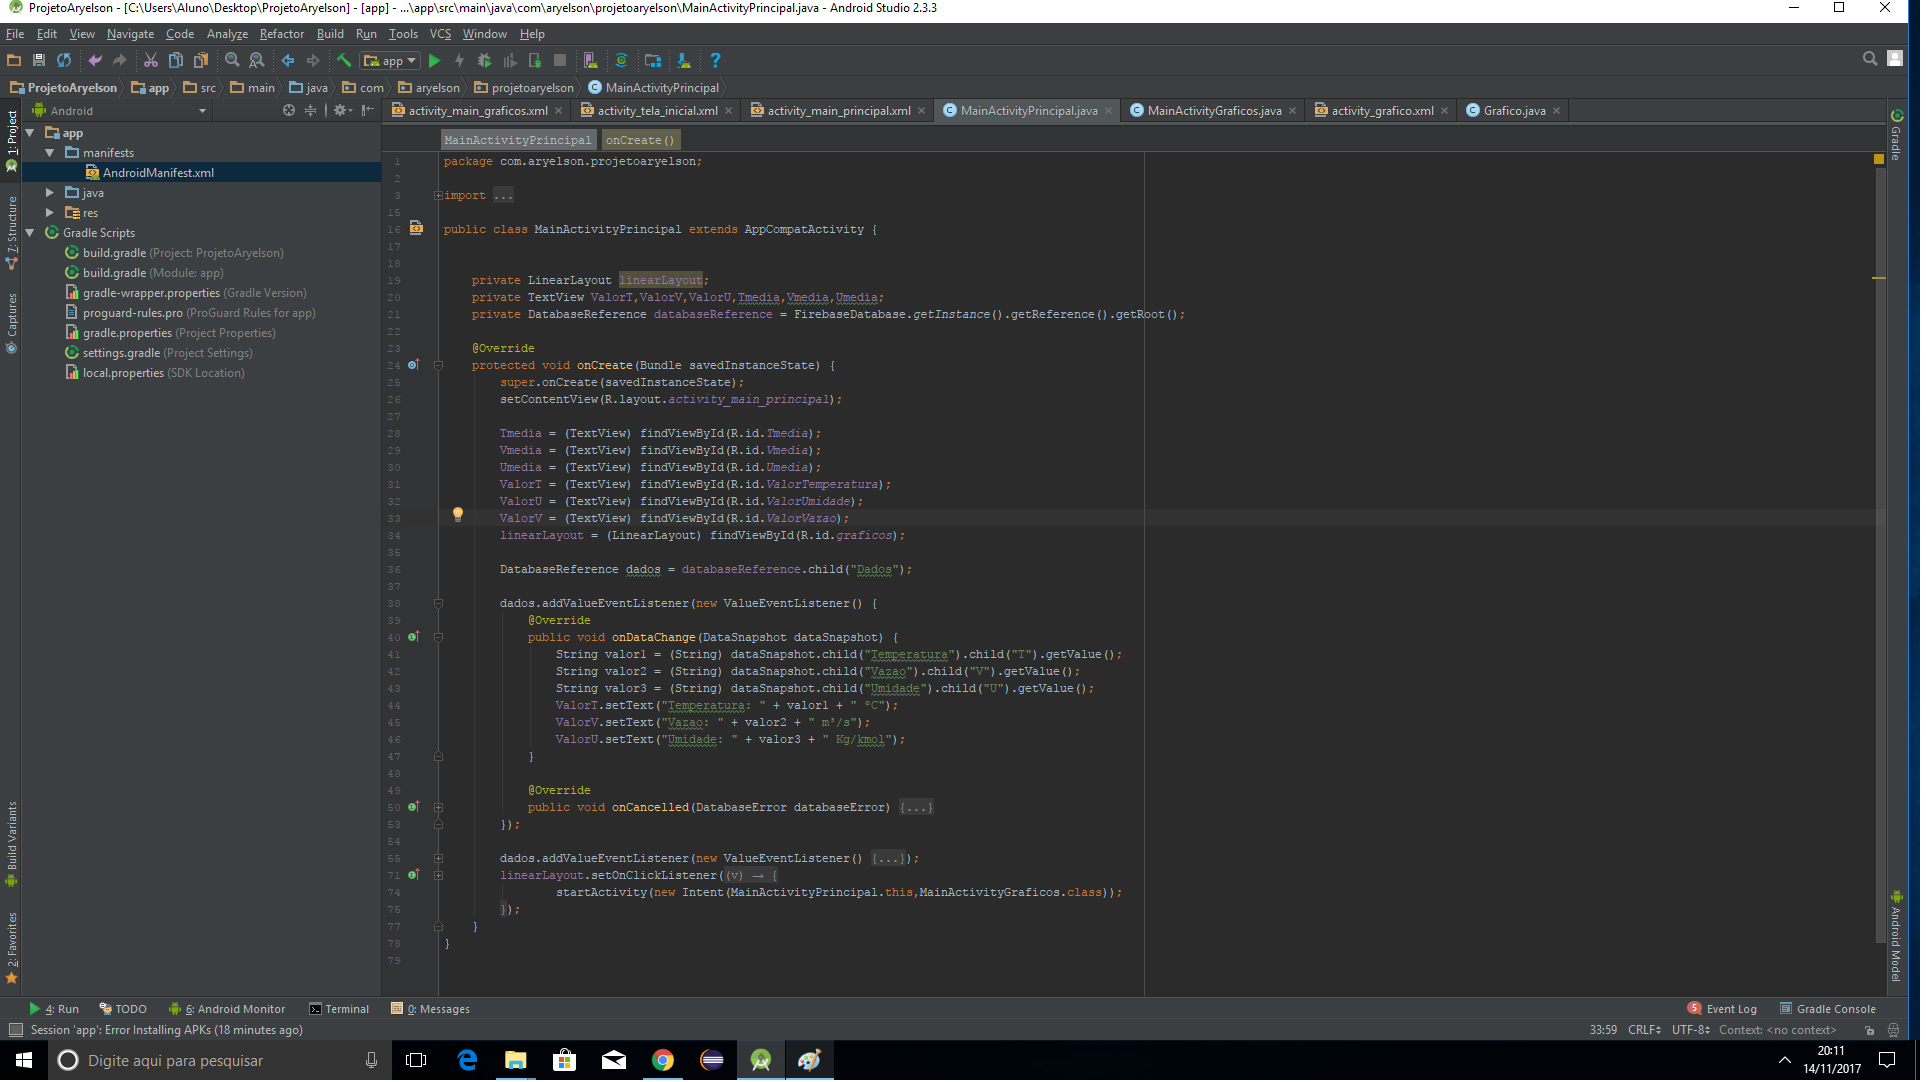 ProjetoAryelson - [C:\Users\Aluno\Desktop\ProjetoAryelson] - [app] - ...\app\src\main\java\com\aryelson\projetoaryelson\MainActivityPrincipal.java - Android Studio 2.3.3
File Edit View Navigate Code Analyze Refactor Build Run Tools VCS Window Help
app
ProjetoAryelson app src main java com aryelson projetoaryelson MainActivityPrincipal
Android
activity_main_graficos.xml activity_tela_inicial.xml activity_main_principal.xml MainActivityPrincipal.java MainActivityGraficos.java activity_grafico.xml Grafico.java
1: Project
7: Structure
Captures
Build Variants
2: Favorites
app
manifests
AndroidManifest.xml
java
res
Gradle Scripts
build.gradle (Project: ProjetoAryelson)
build.gradle (Module: app)
gradle-wrapper.properties (Gradle Version)
proguard-rules.pro (ProGuard Rules for app)
gradle.properties (Project Properties)
settings.gradle (Project Settings)
local.properties (SDK Location)
MainActivityPrincipal onCreate()
1 package com.aryelson.projetoaryelson;
2
3 import ...
15
16 public class MainActivityPrincipal extends AppCompatActivity {
17
18
19 private LinearLayout linearLayout;
20 private TextView ValorT,ValorV,ValorU,Tmedia,Vmedia,Umedia;
21 private DatabaseReference databaseReference = FirebaseDatabase.getInstance().getReference().getRoot();
22
23 @Override
24 protected void onCreate(Bundle savedInstanceState) {
25 super.onCreate(savedInstanceState);
26 setContentView(R.layout.activity_main_principal);
27
28 Tmedia = (TextView) findViewById(R.id.Tmedia);
29 Vmedia = (TextView) findViewById(R.id.Vmedia);
30 Umedia = (TextView) findViewById(R.id.Umedia);
31 ValorT = (TextView) findViewById(R.id.ValorTemperatura);
32 ValorU = (TextView) findViewById(R.id.ValorUmidade);
33 ValorV = (TextView) findViewById(R.id.ValorVazao);
34 linearLayout = (LinearLayout) findViewById(R.id.graficos);
35
36 DatabaseReference dados = databaseReference.child("Dados");
37
38 dados.addValueEventListener(new ValueEventListener() {
39 @Override
40 public void onDataChange(DataSnapshot dataSnapshot) {
41 String valor1 = (String) dataSnapshot.child("Temperatura").child("T").getValue();
42 String valor2 = (String) dataSnapshot.child("Vazao").child("V").getValue();
43 String valor3 = (String) dataSnapshot.child("Umidade").child("U").getValue();
44 ValorT.setText("Temperatura: " + valor1 + " °C");
45 ValorV.setText("Vazao: " + valor2 + " m³/s");
46 ValorU.setText("Umidade: " + valor3 + " Kg/kmol");
47 }
48
49 @Override
50 public void onCancelled(DatabaseError databaseError) {...}
53 });
54
55 dados.addValueEventListener(new ValueEventListener() {...});
71 linearLayout.setOnClickListener((v) → {
74 startActivity(new Intent(MainActivityPrincipal.this,MainActivityGraficos.class));
75 });
77 }
78 }
79
Gradle
Android Model
4: Run TODO 6: Android Monitor Terminal 0: Messages 5 Event Log Gradle Console
Session 'app': Error Installing APKs (18 minutes ago) 33:59 CRLF UTF-8 Context: <no context>
Digite aqui para pesquisar
20:11
14/11/2017